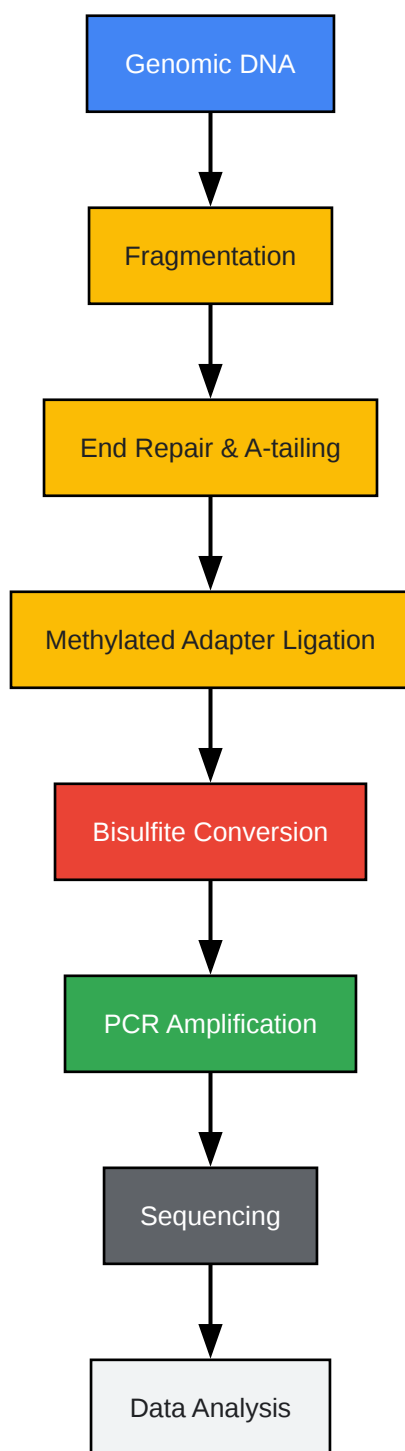 Genomic DNA
Fragmentation
End Repair & A-tailing
Methylated Adapter Ligation
Bisulfite Conversion
PCR Amplification
Sequencing
Data Analysis